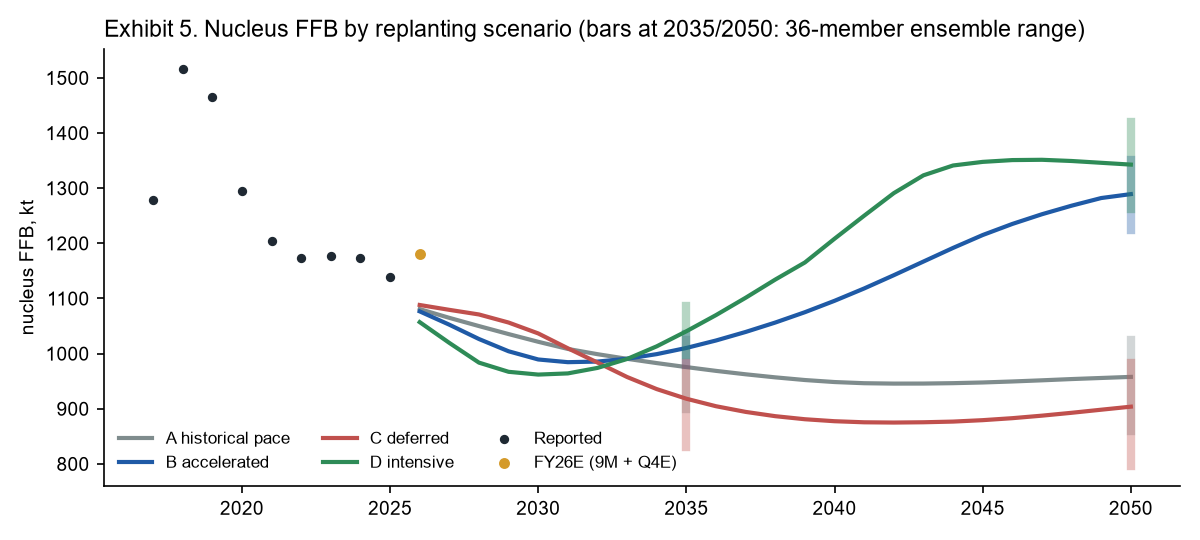 Exhibit 5. Nucleus FFB by replanting scenario (bars at 2035/2050: 36-member ensemble range)
nucleus FFB, kt
1500
1400
1300
1200
1100
1000
900
800
A historical pace
B accelerated
C deferred
D intensive
Reported
FY26E (9M + Q4E)
2020
2025
2030
2035
2040
2045
2050